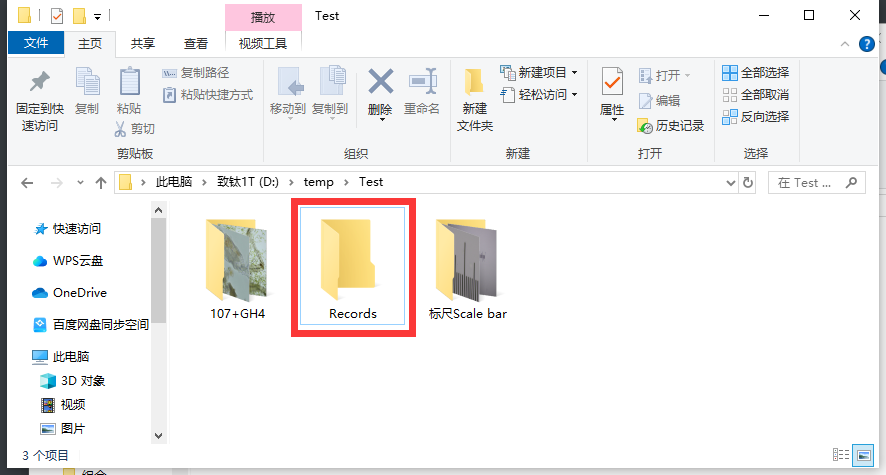 播放
Test
文件
主页
共享
查看
视频工具
固定到快
速访问
复制
粘贴
复制路径
粘贴快捷方式
剪切
剪贴板
移动到
复制到
删除
重命名
组织
新建
文件夹
新建项目
轻松访问
新建
属性
打开
编辑
历史记录
打开
全部选择
全部取消
反向选择
选择
此电脑 > 致钛1T (D:) > temp > Test
在 Test ...
快速访问
WPS云盘
OneDrive
百度网盘同步空间
此电脑
3D 对象
视频
图片
107+GH4
Records
标尺Scale bar
3 个项目
组合